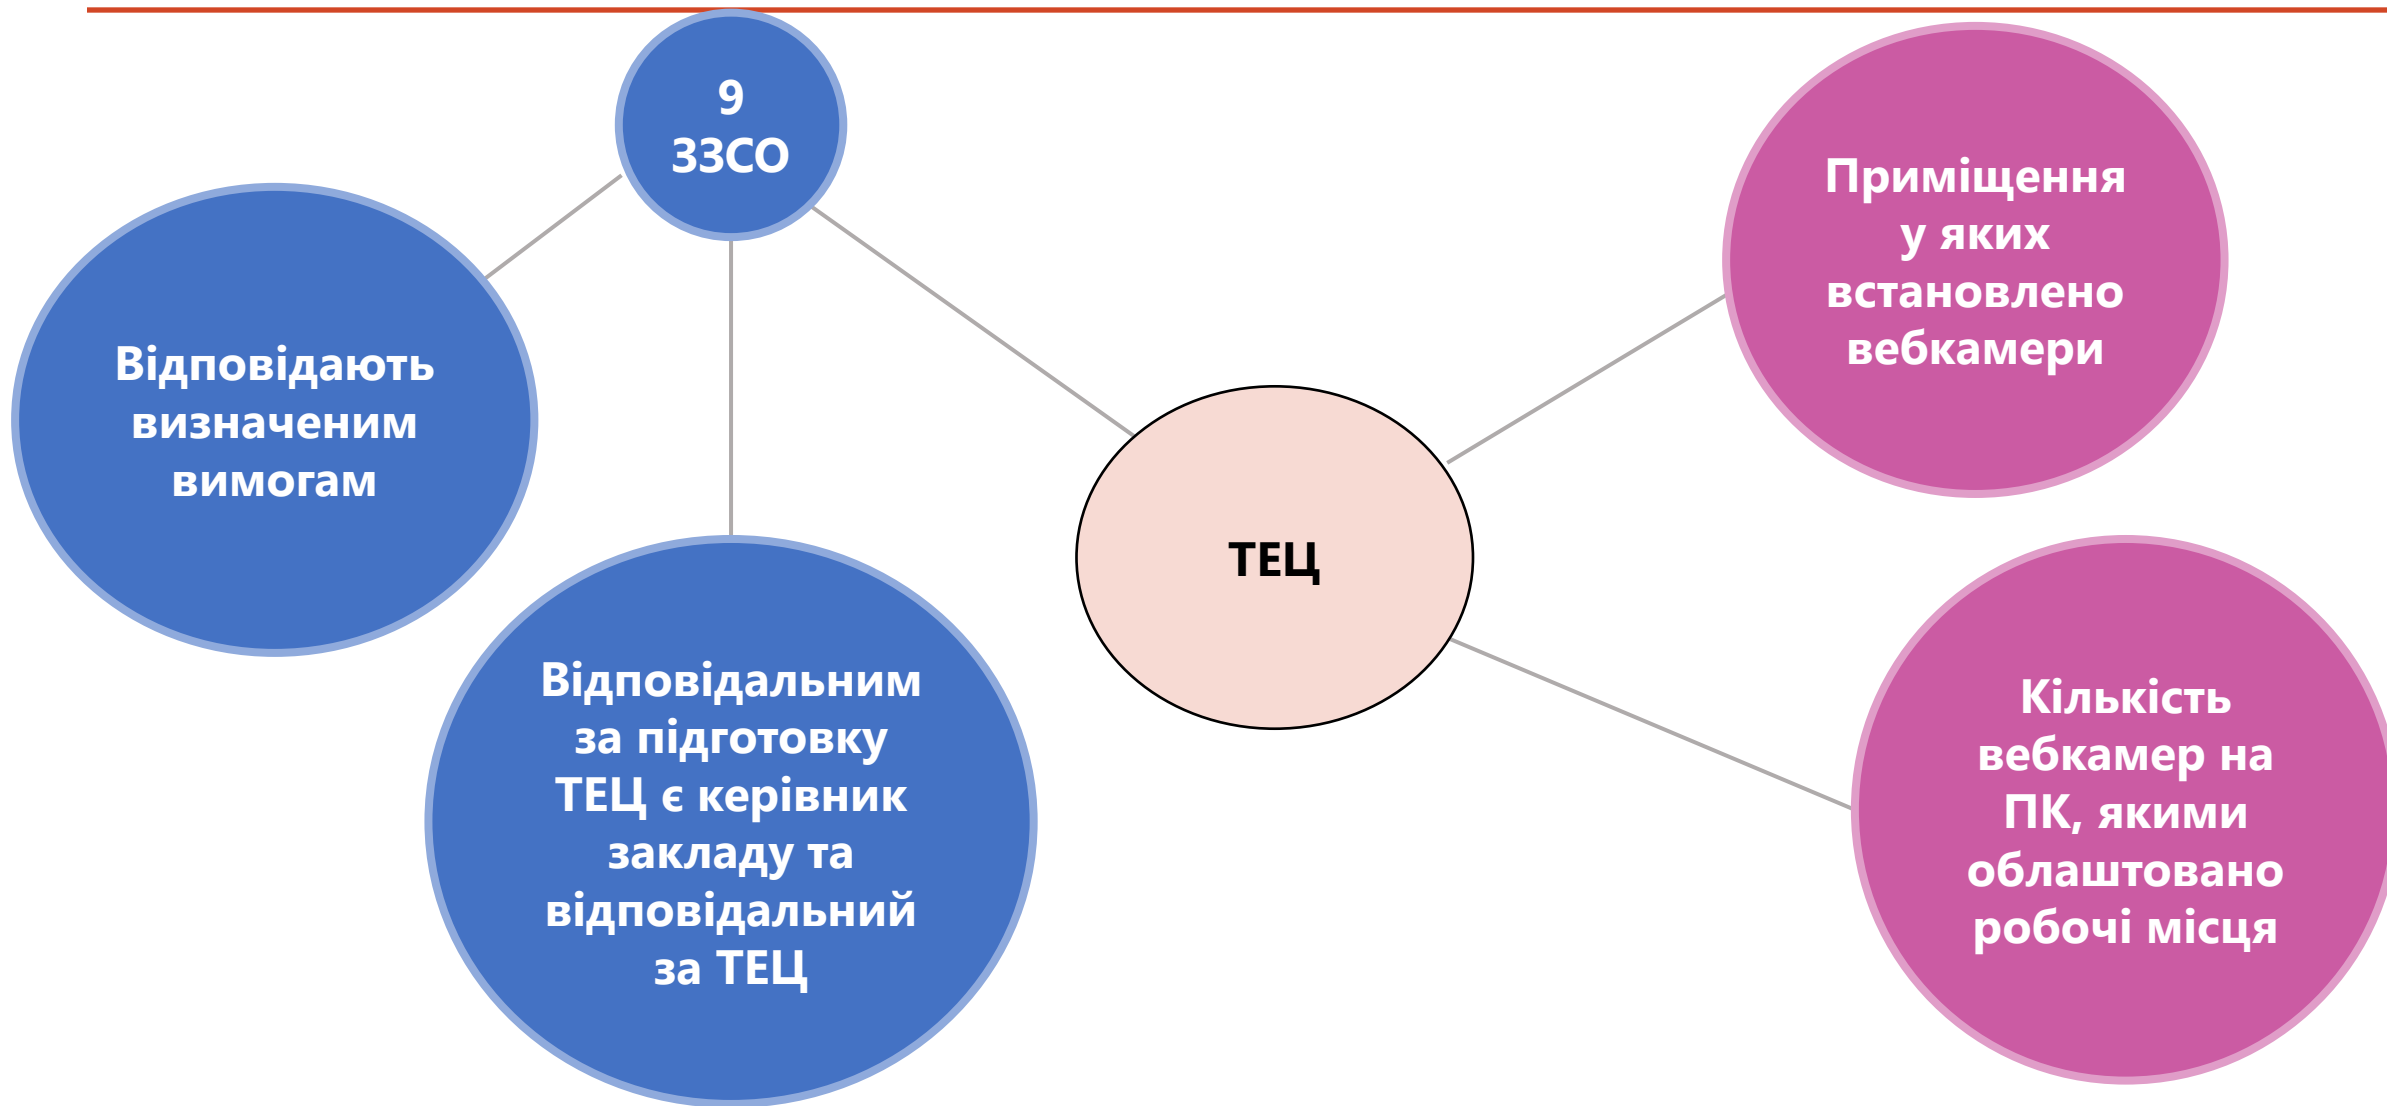 9
ЗЗСО
Відповідають
визначеним
вимогам
Відповідальним
за підготовку
ТЕЦ є керівник
закладу та
відповідальний
за ТЕЦ
ТЕЦ
Приміщення
у яких
встановлено
вебкамери
Кількість
вебкамер на
ПК, якими
облаштовано
робочі місця